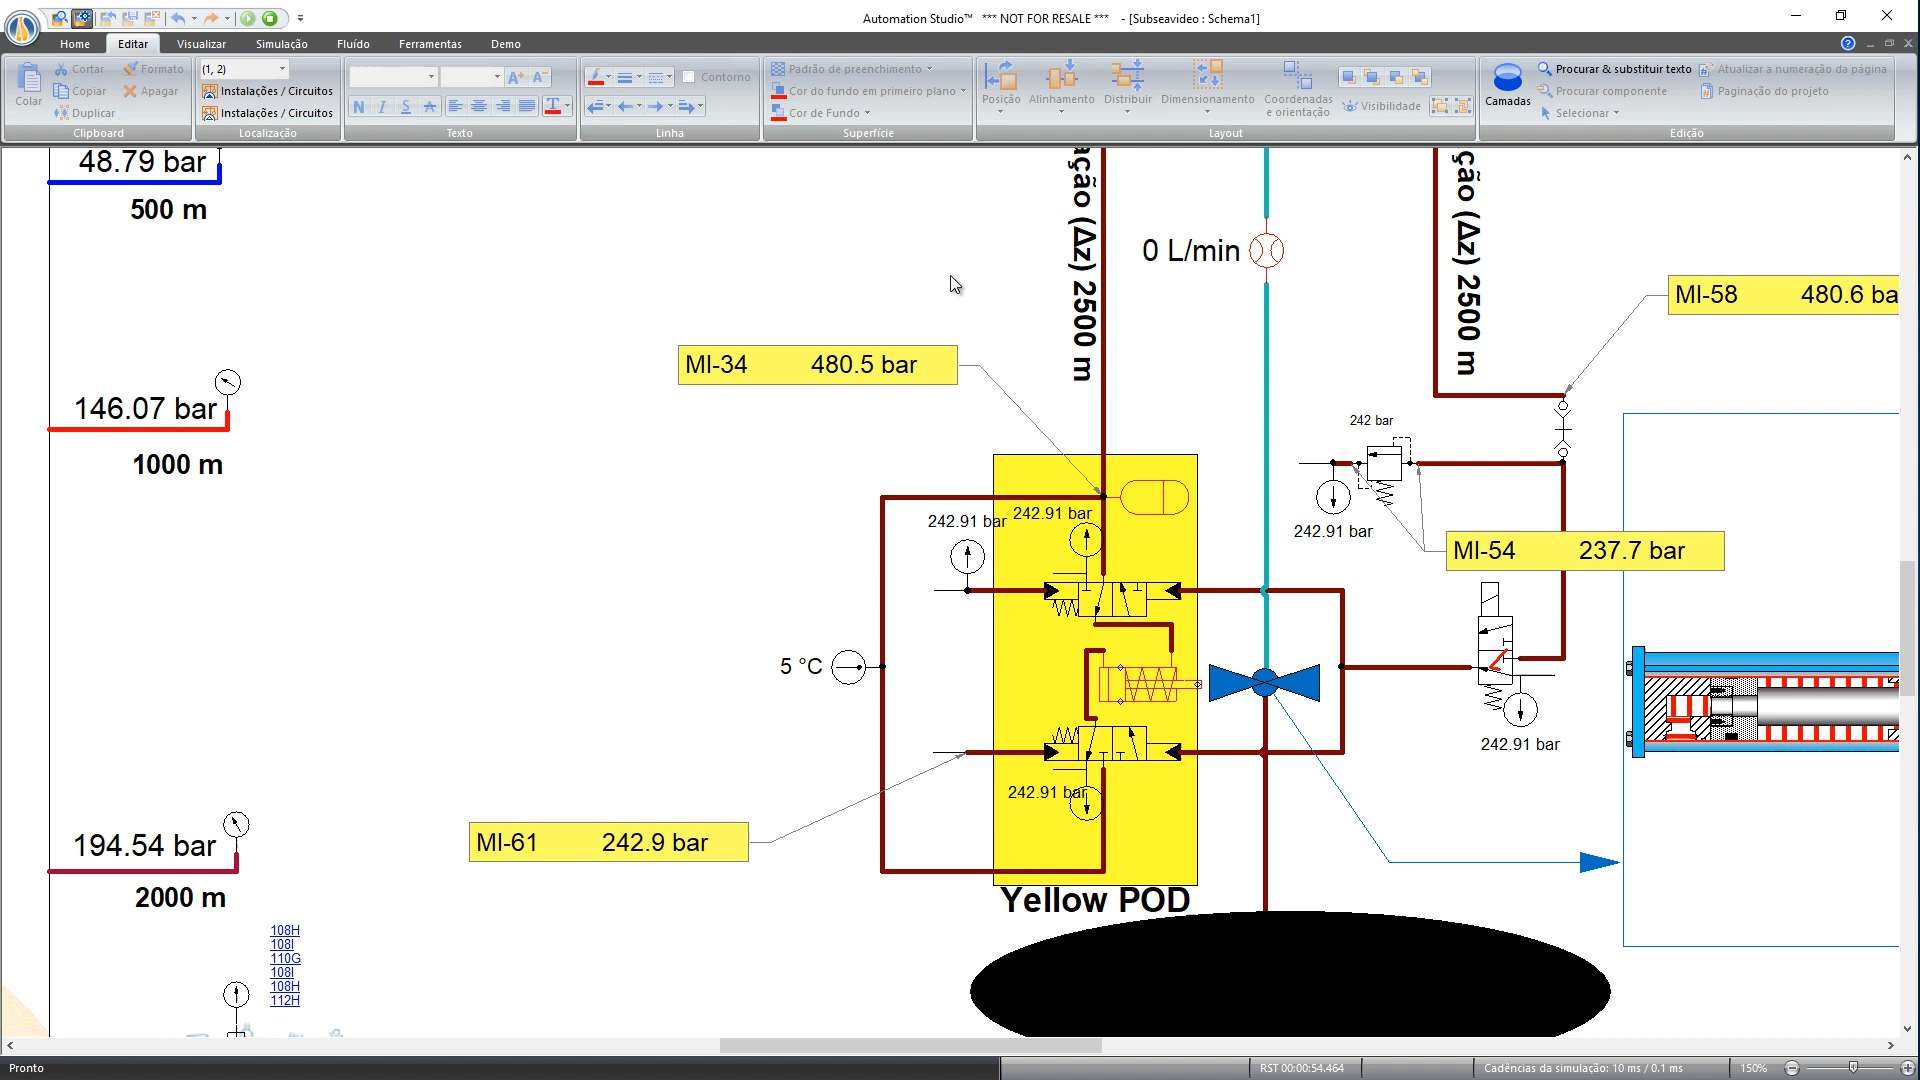 Automation Studio™ *** NOT FOR RESALE *** - [Subseavideo : Schema1]
Home Editar Visualizar Simulação Fluído Ferramentas Demo
Colar
Cortar
Copiar
Duplicar
Formato
Apagar
Clipboard
(1, 2)
Instalações / Circuitos
Instalações / Circuitos
Localização
N I S A
Texto
Contorno
Linha
Padrão de preenchimento
Cor do fundo em primeiro plano
Cor de Fundo
Superfície
Posição
Alinhamento
Distribuir
Dimensionamento
Coordenadas
e orientação
Visibilidade
Layout
Camadas
Procurar & substituir texto
Procurar componente
Selecionar
Atualizar a numeração da página
Paginação do projeto
Edição
48.79 bar
500 m
146.07 bar
1000 m
194.54 bar
2000 m
108H
108I
110G
108I
108H
112H
ação (Δz) 2500 m
0 L/min
ção (Δz) 2500 m
MI-58 480.6 ba
MI-34 480.5 bar
242 bar
242.91 bar
242.91 bar
242.91 bar
MI-54 237.7 bar
5 °C
242.91 bar
242.91 bar
MI-61 242.9 bar
Yellow POD
Pronto
RST 00:00:54.464
Cadências da simulação: 10 ms / 0.1 ms
150%